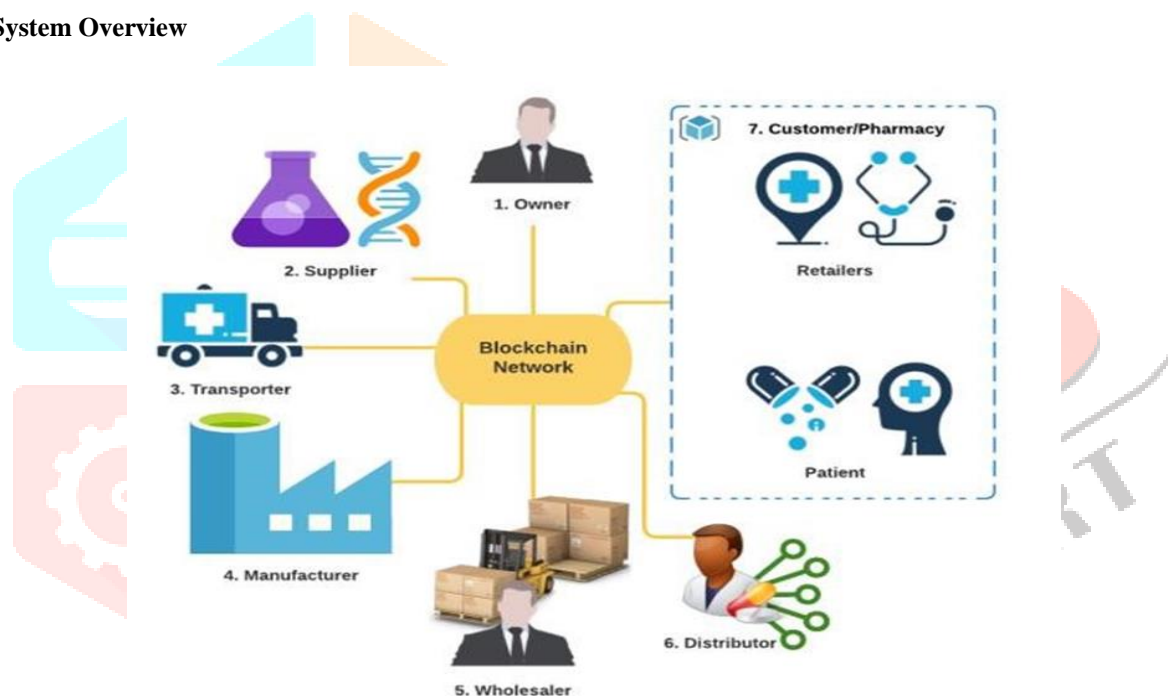 System Overview
1. Owner
7. Customer/Pharmacy
2. Supplier
Retailers
Blockchain
Network
3. Transporter
Patient
4. Manufacturer
6. Distributor
5. Wholesaler